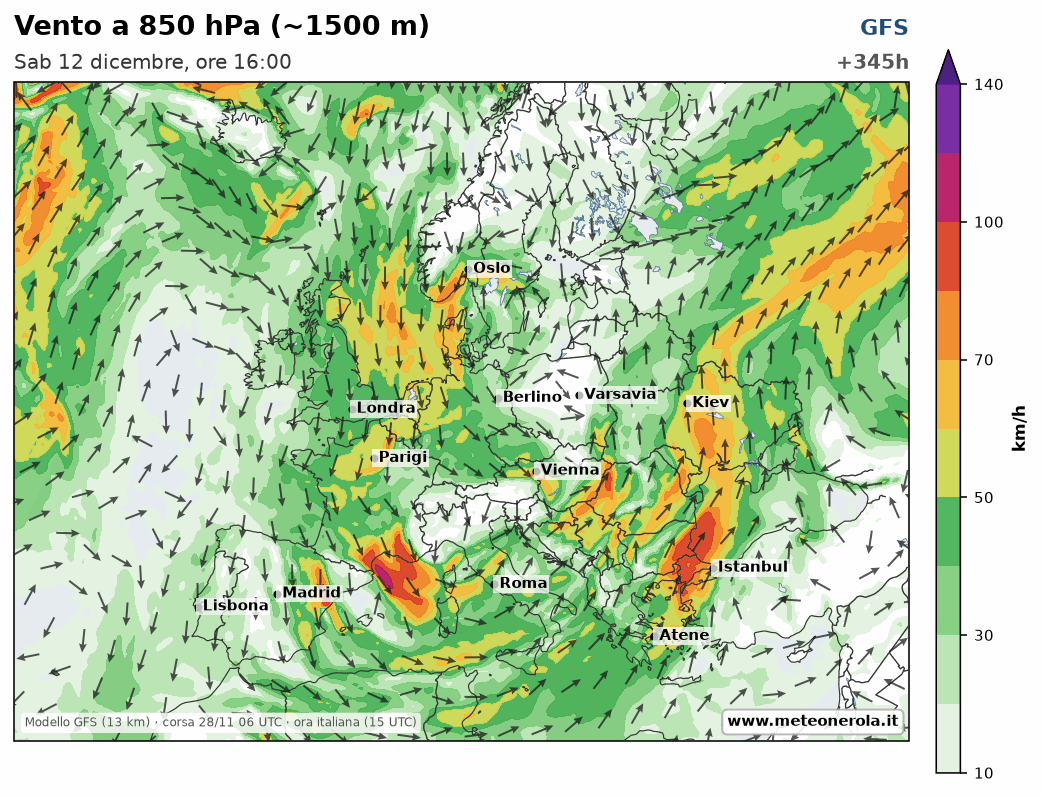 Vento a 850 hPa (~1500 m)
GFS
Sab 12 dicembre, ore 16:00
+345h
140
100
70
50
30
10
km/h
Oslo
Berlino
Varsavia
Londra
Kiev
Parigi
Vienna
Istanbul
Roma
Madrid
Lisbona
Atene
Modello GFS (13 km) · corsa 28/11 06 UTC · ora italiana (15 UTC)
www.meteonerola.it